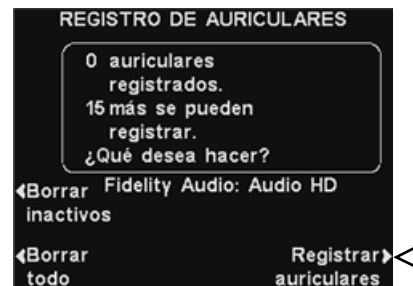 REGISTRO DE AURICULARES
0 auriculares
registrados.
15 más se pueden
registrar.
¿Qué desea hacer?
Fidelity Audio: Audio HD
◀Borrar
inactivos
◀Borrar
todo
Registrar▶
auriculares